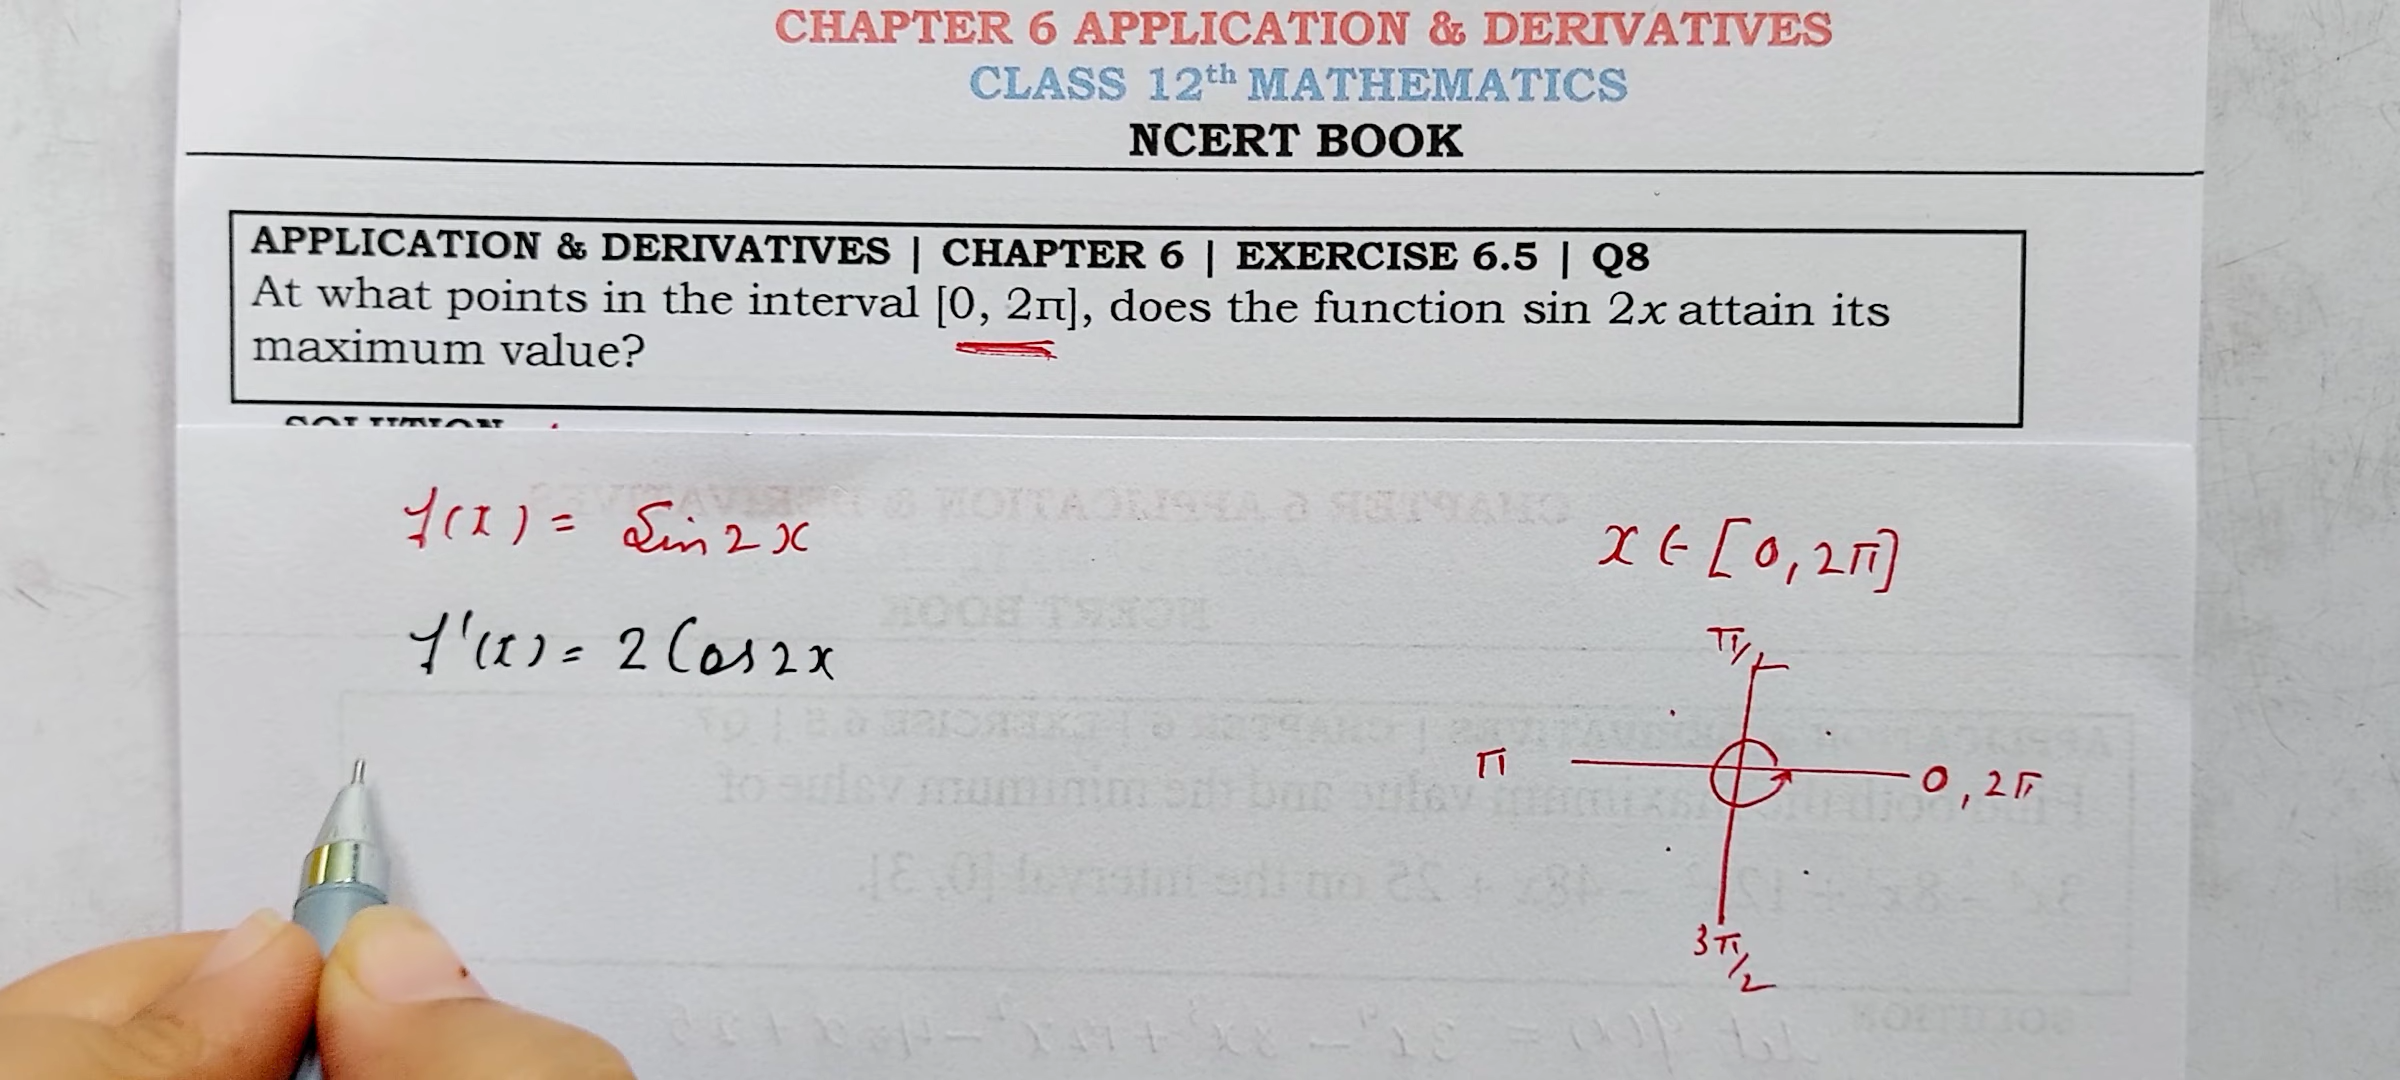 CHAPTER 6 APPLICATION & DERIVATIVES
CLASS 12th MATHEMATICS
NCERT BOOK
APPLICATION & DERIVATIVES | CHAPTER 6 | EXERCISE 6.5 | Q8
At what points in the interval [0, 2π], does the function sin 2x attain its
maximum value?
SOLUTION
f(x) = Sin 2x
x ∈ [0, 2π]
f'(x) = 2 Cos 2x
π/2
π
0, 2π
3π/2